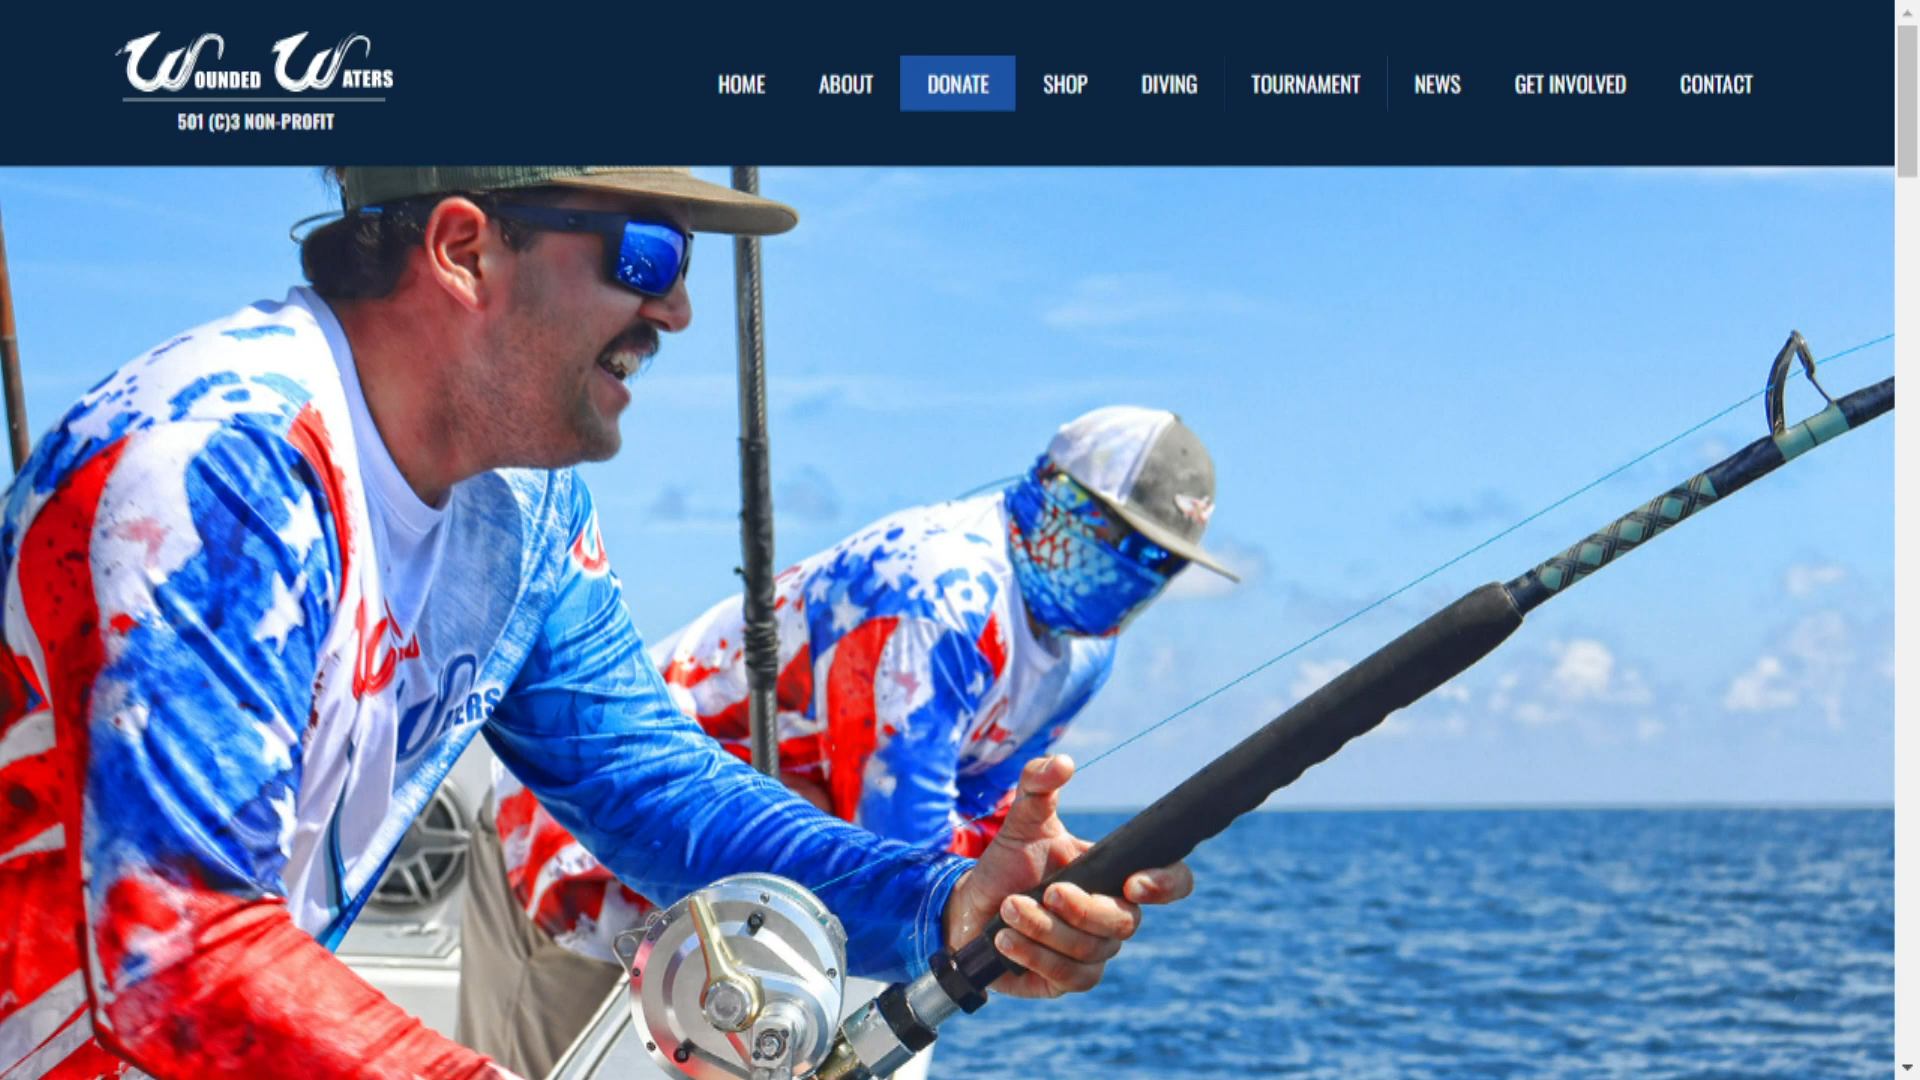 WOUNDED WATERS
501 (C)3 NON-PROFIT
HOME
ABOUT
DONATE
SHOP
DIVING
TOURNAMENT
NEWS
GET INVOLVED
CONTACT